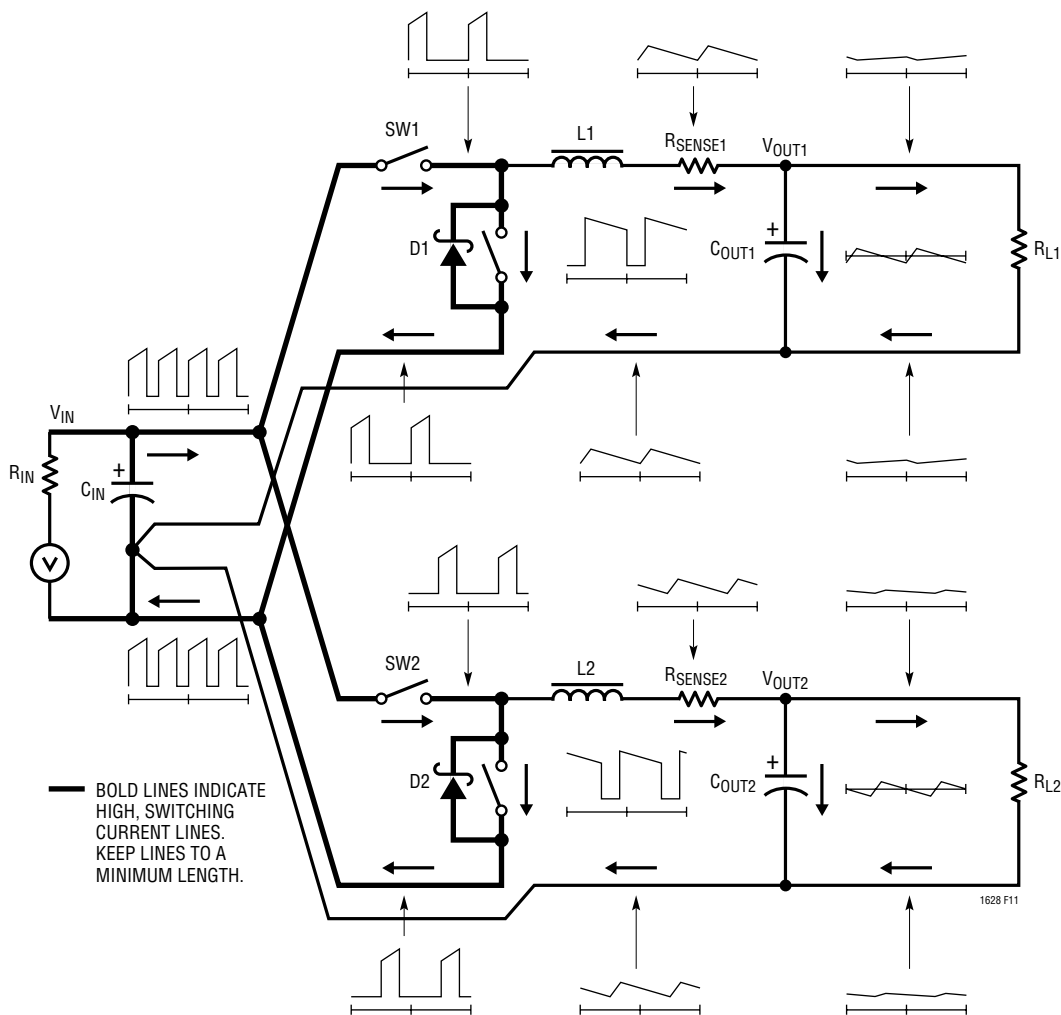 SW1
L1
RSENSE1
VOUT1
D1
COUT1
+
RL1
VIN
RIN
+
CIN
V
SW2
L2
RSENSE2
VOUT2
D2
COUT2
+
RL2
BOLD LINES INDICATE
HIGH, SWITCHING
CURRENT LINES.
KEEP LINES TO A
MINIMUM LENGTH.
1628 F11